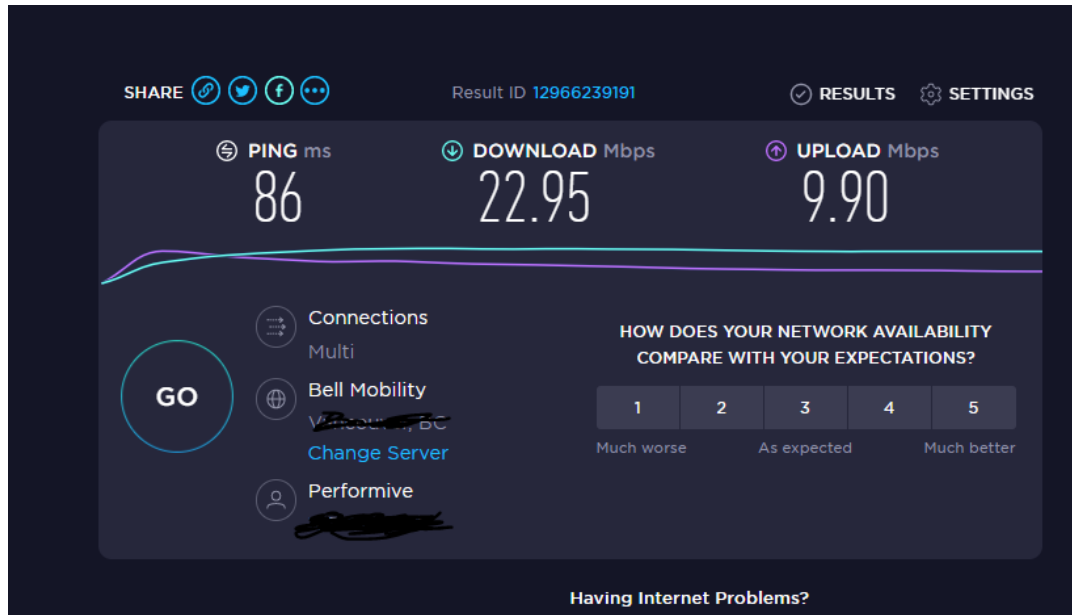 SHARE
Result ID 12966239191
RESULTS
SETTINGS
PING ms
DOWNLOAD Mbps
UPLOAD Mbps
86
22.95
9.90
GO
Connections
Multi
Bell Mobility
BC
Change Server
Performive
HOW DOES YOUR NETWORK AVAILABILITY
COMPARE WITH YOUR EXPECTATIONS?
1
2
3
4
5
Much worse
As expected
Much better
Having Internet Problems?